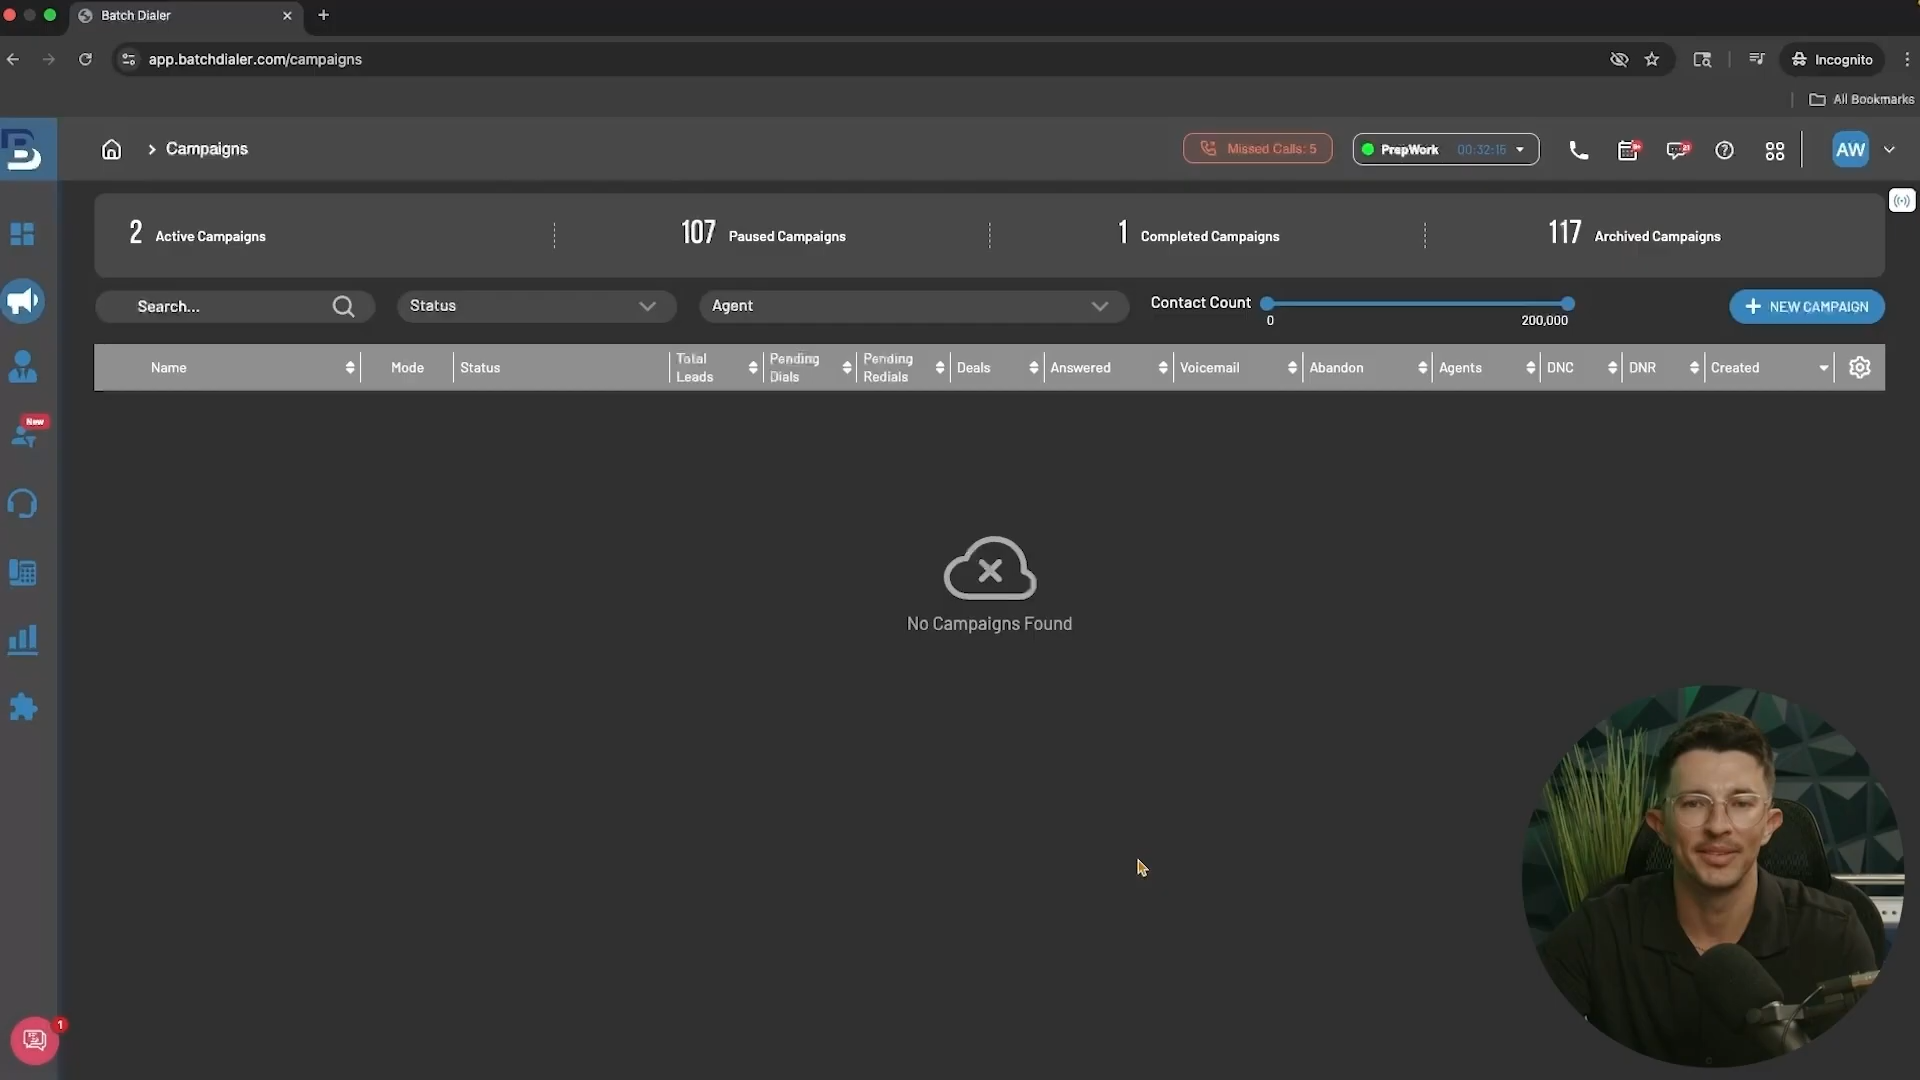 Batch Dialer
app.batchdialer.com/campaigns
Incognito
All Bookmarks
Campaigns
Missed Calls: 5
PrepWork 00:32:15
AW
2 Active Campaigns
107 Paused Campaigns
1 Completed Campaigns
117 Archived Campaigns
Search...
Status
Agent
Contact Count
0
200,000
NEW CAMPAIGN
Name
Mode
Status
Total Leads
Pending Dials
Pending Redials
Deals
Answered
Voicemail
Abandon
Agents
DNC
DNR
Created
New
No Campaigns Found
1